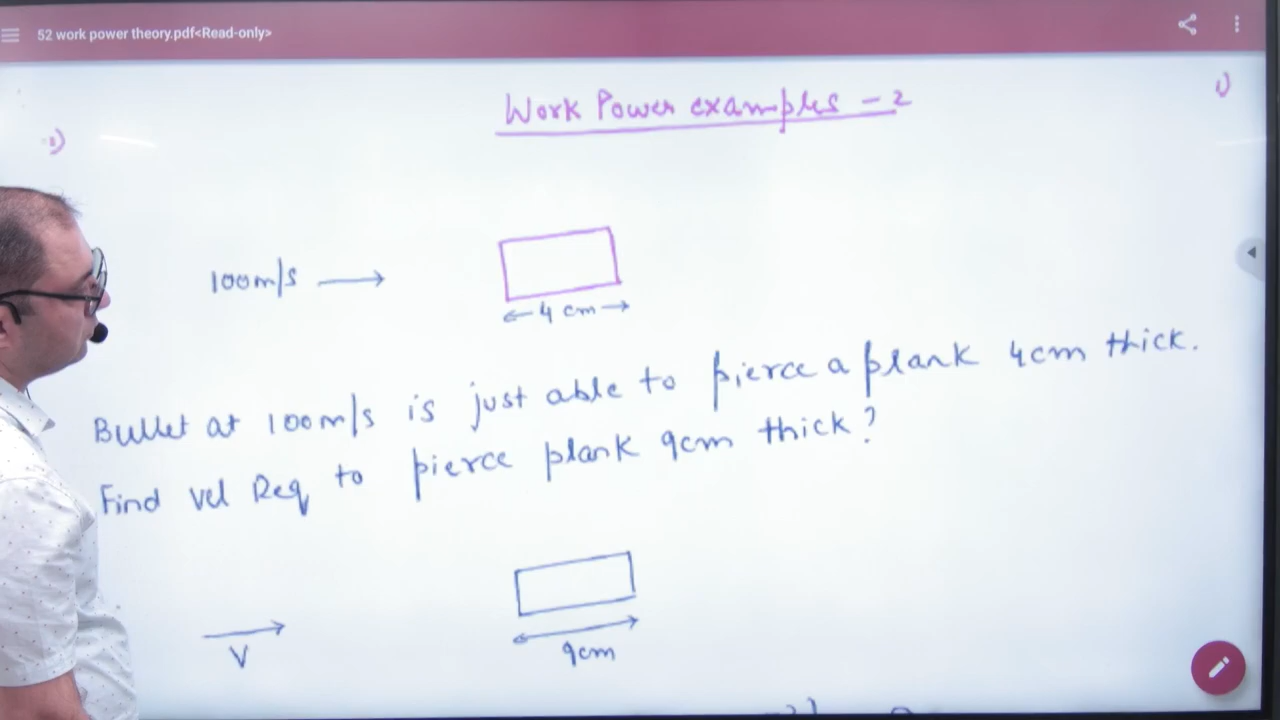 52 work power theory.pdf<Read-only>
Work Power examples - 2
100m/s
4 cm
Bullet at 100m/s is just able to pierce a plank 4cm thick.
Find vel Req to pierce plank 9cm thick?
V
9cm